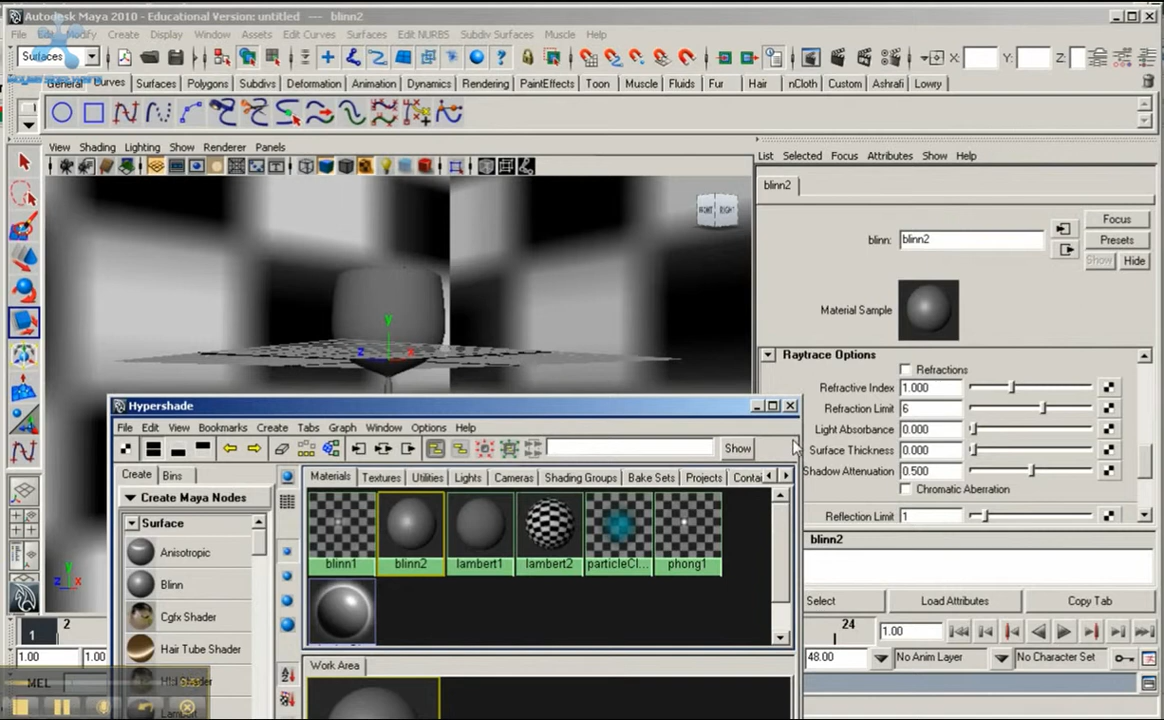 Autodesk Maya 2010 - Educational Version: untitled --- blinn2
File Edit Modify Create Display Window Assets Edit Curves Surfaces Edit NURBS Subdiv Surfaces Muscle Help
Surfaces X: Y: Z:
General Curves Surfaces Polygons Subdivs Deformation Animation Dynamics Rendering PaintEffects Toon Muscle Fluids Fur Hair nCloth Custom Ashrafi Lowry
View Shading Lighting Show Renderer Panels
List Selected Focus Attributes Show Help
blinn2
FRONT RIGHT
Focus
blinn: blinn2
Presets
Show Hide
Material Sample
y
z x
Raytrace Options
Refractions
Refractive Index 1.000
Refraction Limit 6
Light Absorbance 0.000
Surface Thickness 0.000
Shadow Attenuation 0.500
Chromatic Aberration
Reflection Limit 1
blinn2
Select Load Attributes Copy Tab
Hypershade
File Edit View Bookmarks Create Tabs Graph Window Options Help
Show
Create Bins
Materials Textures Utilities Lights Cameras Shading Groups Bake Sets Projects Contai
Create Maya Nodes
Surface
Anisotropic
Blinn
Cgfx Shader
Hair Tube Shader
blinn1 blinn2 lambert1 lambert2 particleCl... phong1
Work Area
y
z x
1 2 24 1.00
1.00 1.00 48.00 No Anim Layer No Character Set
MEL